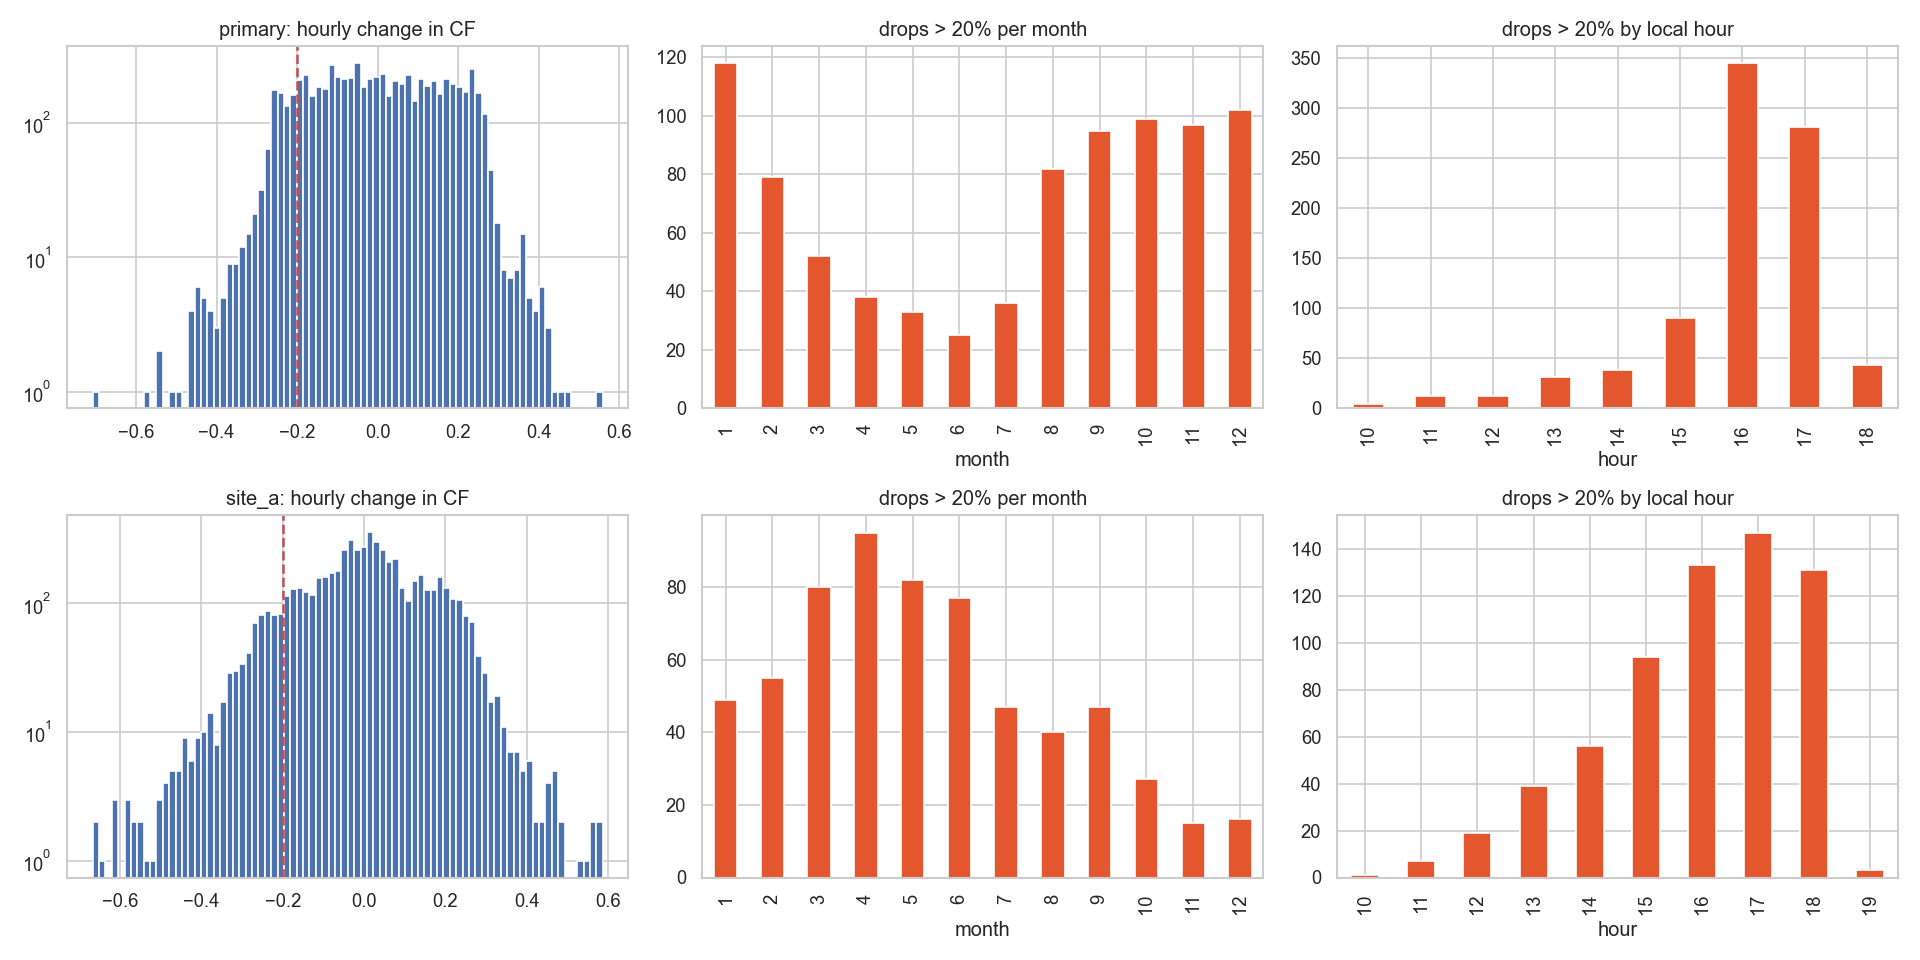 primary: hourly change in CF
10^2
10^1
10^0
−0.6 −0.4 −0.2 0.0 0.2 0.4 0.6
drops > 20% per month
120
100
80
60
40
20
0
1 2 3 4 5 6 7 8 9 10 11 12
month
drops > 20% by local hour
350
300
250
200
150
100
50
0
10 11 12 13 14 15 16 17 18
hour
site_a: hourly change in CF
10^2
10^1
10^0
−0.6 −0.4 −0.2 0.0 0.2 0.4 0.6
drops > 20% per month
80
60
40
20
0
1 2 3 4 5 6 7 8 9 10 11 12
month
drops > 20% by local hour
140
120
100
80
60
40
20
0
10 11 12 13 14 15 16 17 18 19
hour